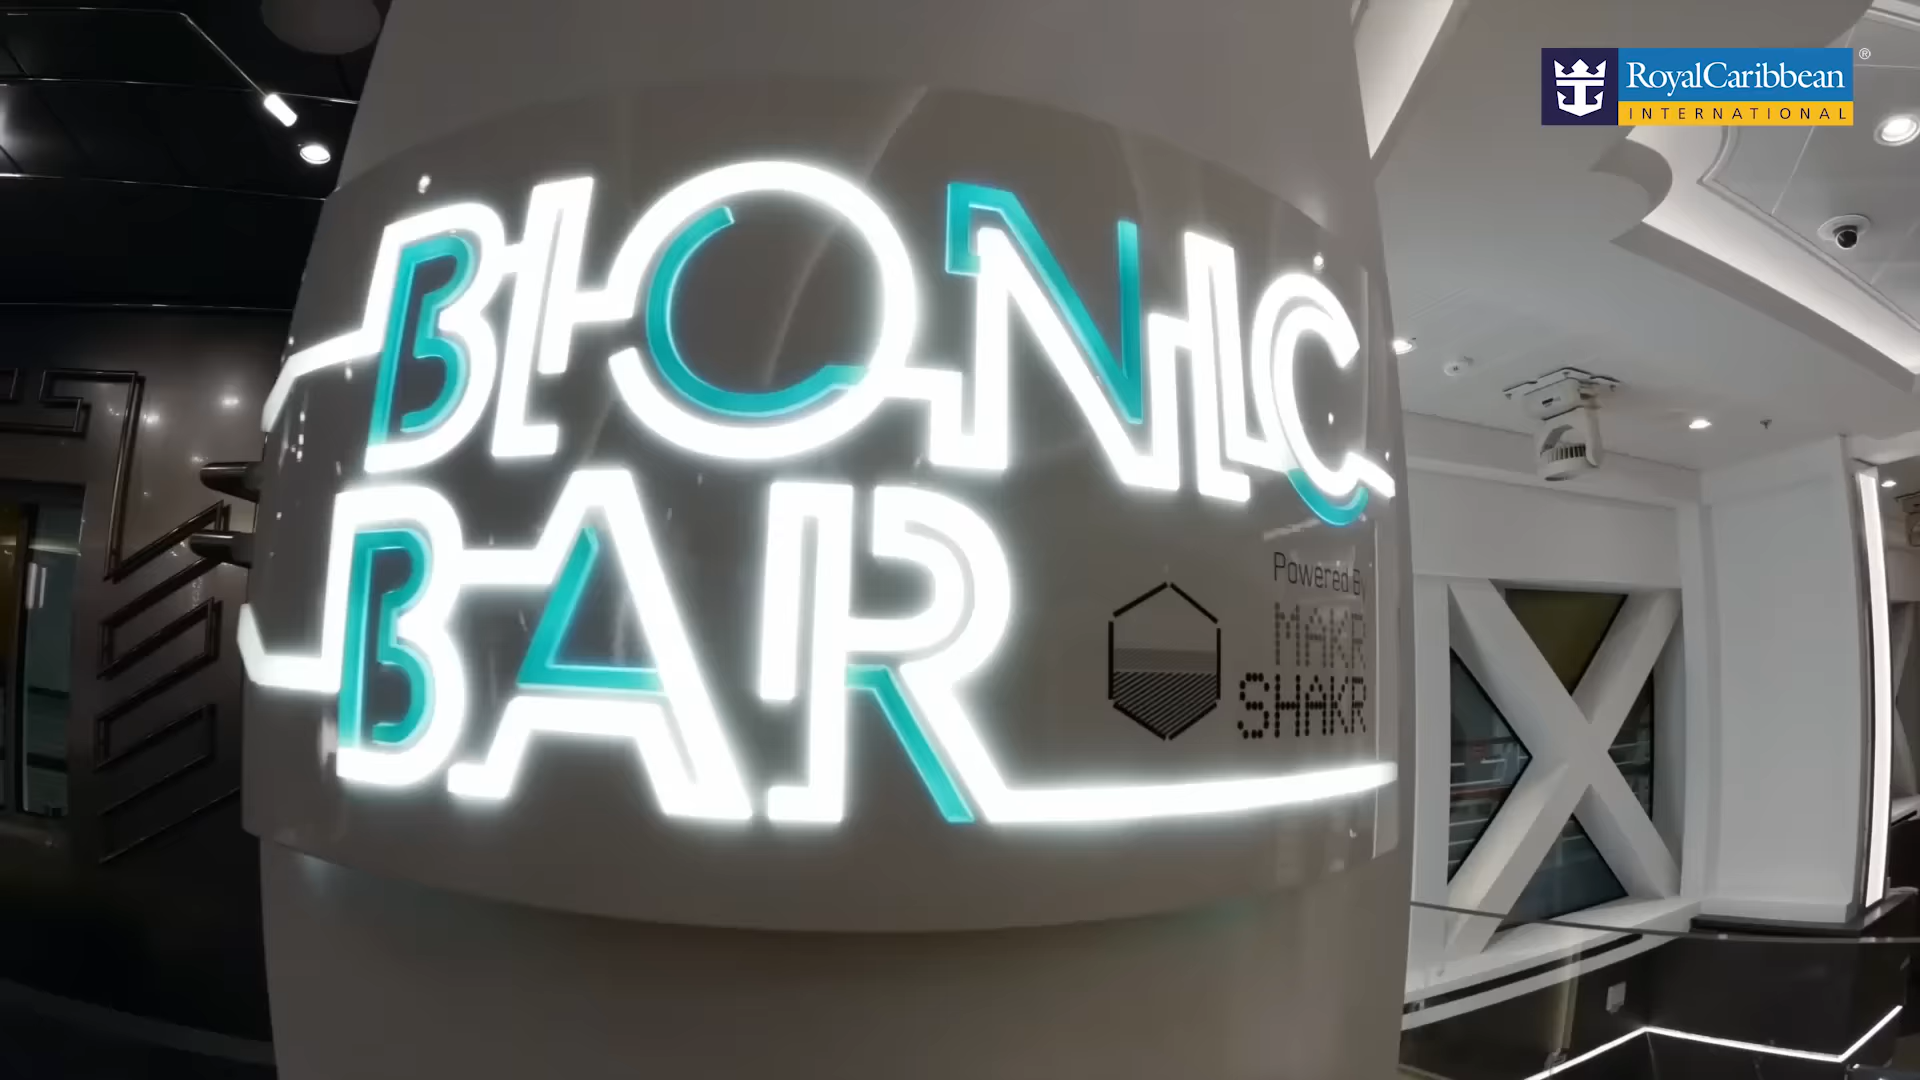 RoyalCaribbean®
INTERNATIONAL
BIONIC
BAR
Powered By
MAKR
SHAKR